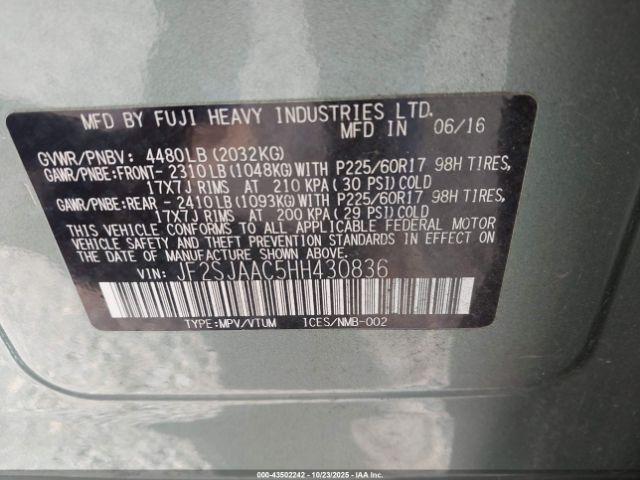 MFD BY FUJI HEAVY INDUSTRIES LTD.
MFD IN 06/16
GVWR/PNBV: 4480LB (2032KG)
GAWR/PNBE:FRONT- 2310LB (1048KG) WITH P225/60R17 98H TIRES,
17X7J RIMS AT 210 KPA (30 PSI) COLD
GAWR/PNBE:REAR - 2410LB (1093KG) WITH P225/60R17 98H TIRES,
17X7J RIMS AT 200 KPA (29 PSI) COLD
THIS VEHICLE CONFORMS TO ALL APPLICABLE FEDERAL MOTOR
VEHICLE SAFETY AND THEFT PREVENTION STANDARDS IN EFFECT ON
THE DATE OF MANUFACTURE SHOWN ABOVE.
VIN: JF2SJAAC5HH430836
TYPE:MPV/VTUM ICES/NMB-002
000-43502242 - 10/23/2025 - IAAI.COM